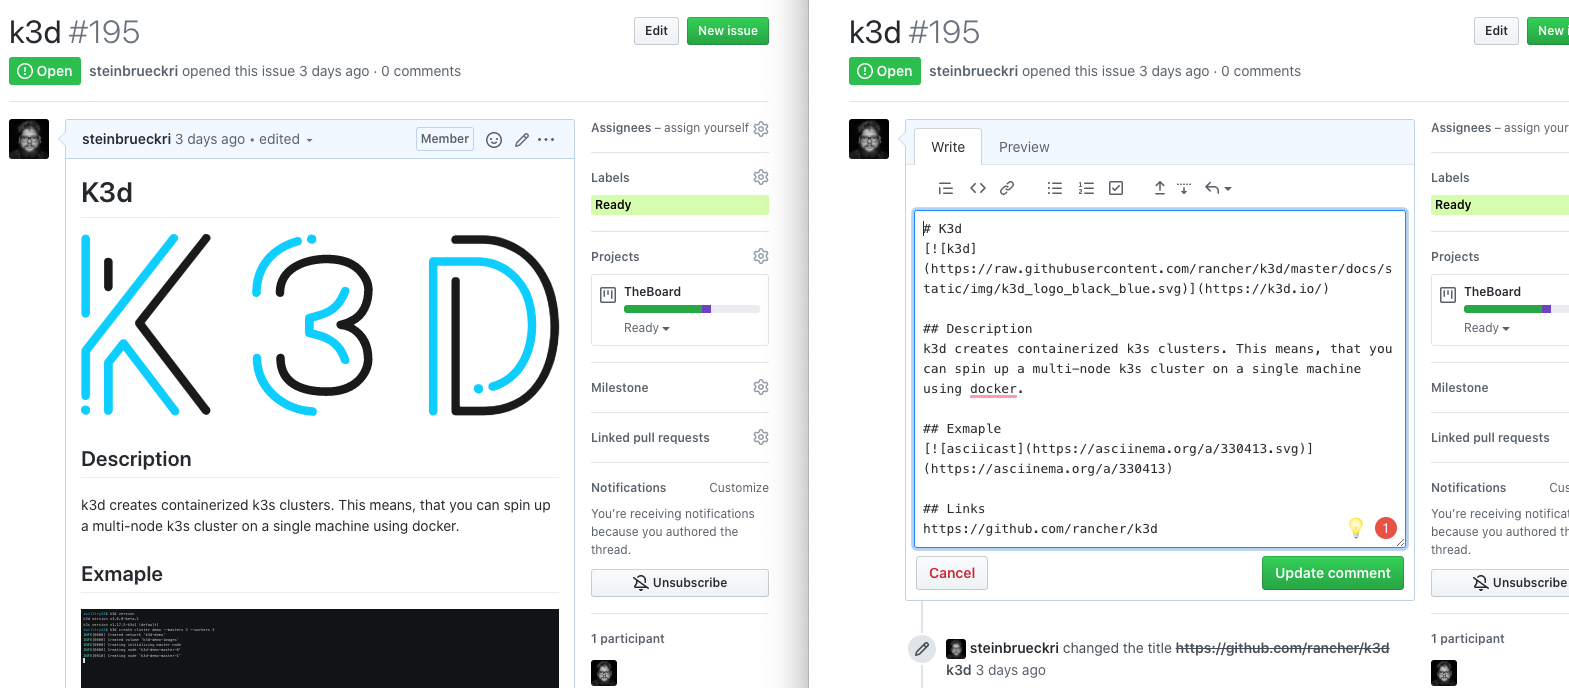 k3d #195
Edit
New issue
Open
steinbrueckri opened this issue 3 days ago · 0 comments
steinbrueckri 3 days ago • edited
Member
K3d
K3D
Description
k3d creates containerized k3s clusters. This means, that you can spin up
a multi-node k3s cluster on a single machine using docker.
Exmaple
Assignees – assign yourself
Labels
Ready
Projects
TheBoard
Ready
Milestone
Linked pull requests
Notifications
Customize
You're receiving notifications
because you authored the
thread.
Unsubscribe
1 participant
k3d #195
Edit
New i
Open
steinbrueckri opened this issue 3 days ago · 0 comments
Write
Preview
# K3d
[![k3d]
(https://raw.githubusercontent.com/rancher/k3d/master/docs/s
tatic/img/k3d_logo_black_blue.svg)](https://k3d.io/)
## Description
k3d creates containerized k3s clusters. This means, that you
can spin up a multi-node k3s cluster on a single machine
using docker.
## Exmaple
[![asciicast](https://asciinema.org/a/330413.svg)]
(https://asciinema.org/a/330413)
## Links
https://github.com/rancher/k3d
1
Cancel
Update comment
steinbrueckri changed the title https://github.com/rancher/k3d
k3d 3 days ago
Assignees – assign your
Labels
Ready
Projects
TheBoard
Ready
Milestone
Linked pull requests
Notifications
Cus
You're receiving notificat
because you authored the
thread.
Unsubscribe
1 participant